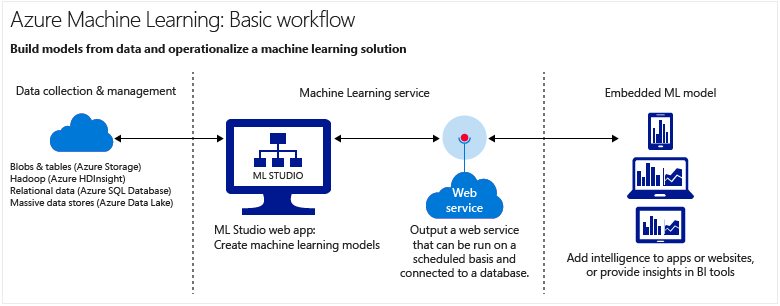 Azure Machine Learning: Basic workflow
Build models from data and operationalize a machine learning solution
Data collection & management
Machine Learning service
Embedded ML model
Blobs & tables (Azure Storage)
Hadoop (Azure HDInsight)
Relational data (Azure SQL Database)
Massive data stores (Azure Data Lake)
ML STUDIO
ML Studio web app:
Create machine learning models
Web
service
Output a web service
that can be run on a
scheduled basis and
connected to a database.
Add intelligence to apps or websites,
or provide insights in BI tools